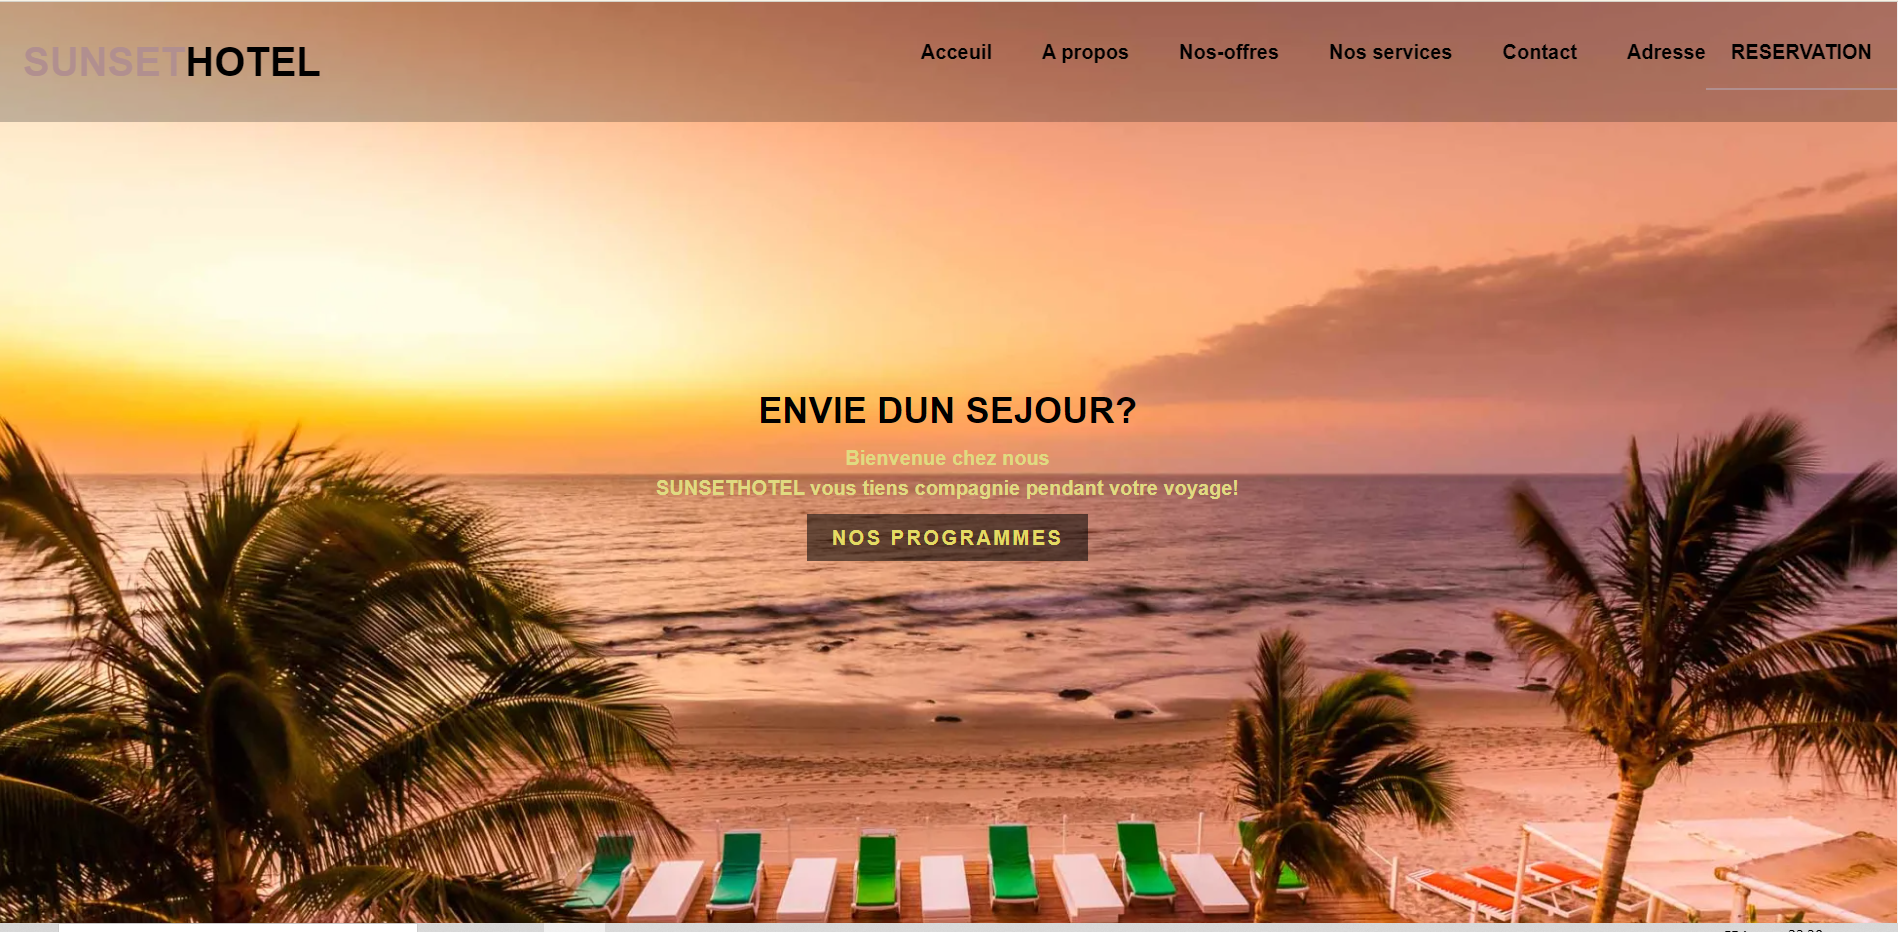 SUNSETHOTEL
Acceuil A propos Nos-offres Nos services Contact Adresse RESERVATION
ENVIE DUN SEJOUR?
Bienvenue chez nous
SUNSETHOTEL vous tiens compagnie pendant votre voyage!
NOS PROGRAMMES